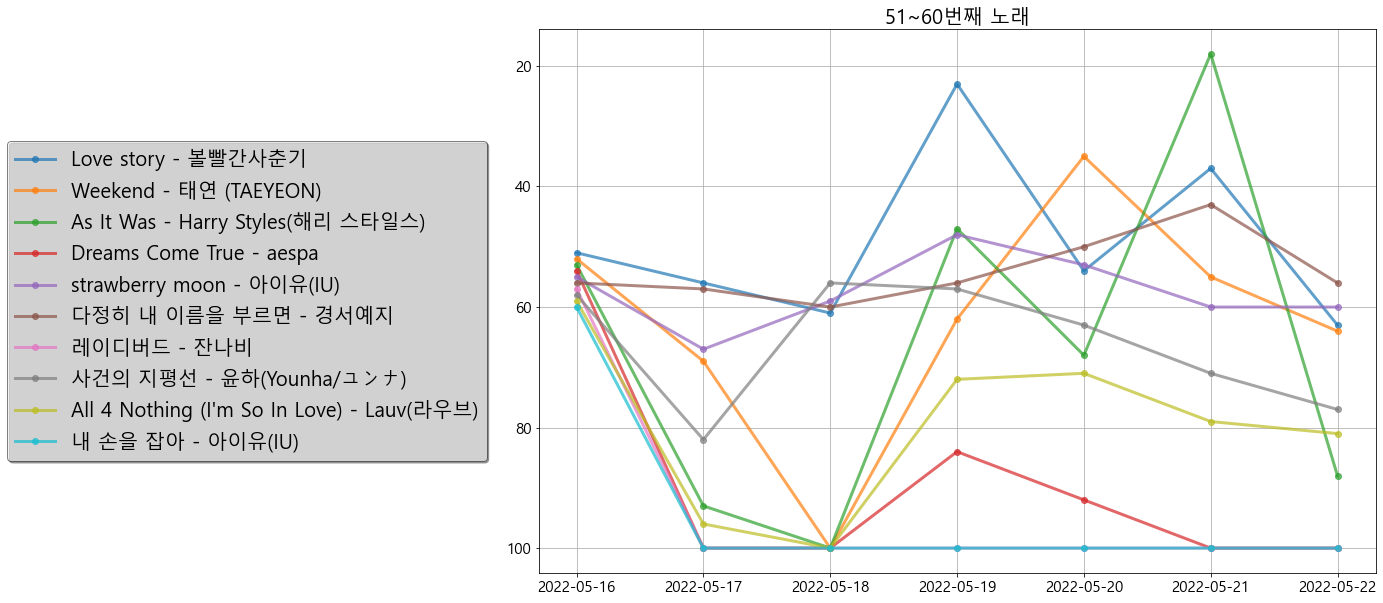 51~60번째 노래
Love story - 볼빨간사춘기
Weekend - 태연 (TAEYEON)
As It Was - Harry Styles(해리 스타일스)
Dreams Come True - aespa
strawberry moon - 아이유(IU)
다정히 내 이름을 부르면 - 경서예지
레이디버드 - 잔나비
사건의 지평선 - 윤하(Younha/ユンナ)
All 4 Nothing (I'm So In Love) - Lauv(라우브)
내 손을 잡아 - 아이유(IU)
20
40
60
80
100
2022-05-16 2022-05-17 2022-05-18 2022-05-19 2022-05-20 2022-05-21 2022-05-22